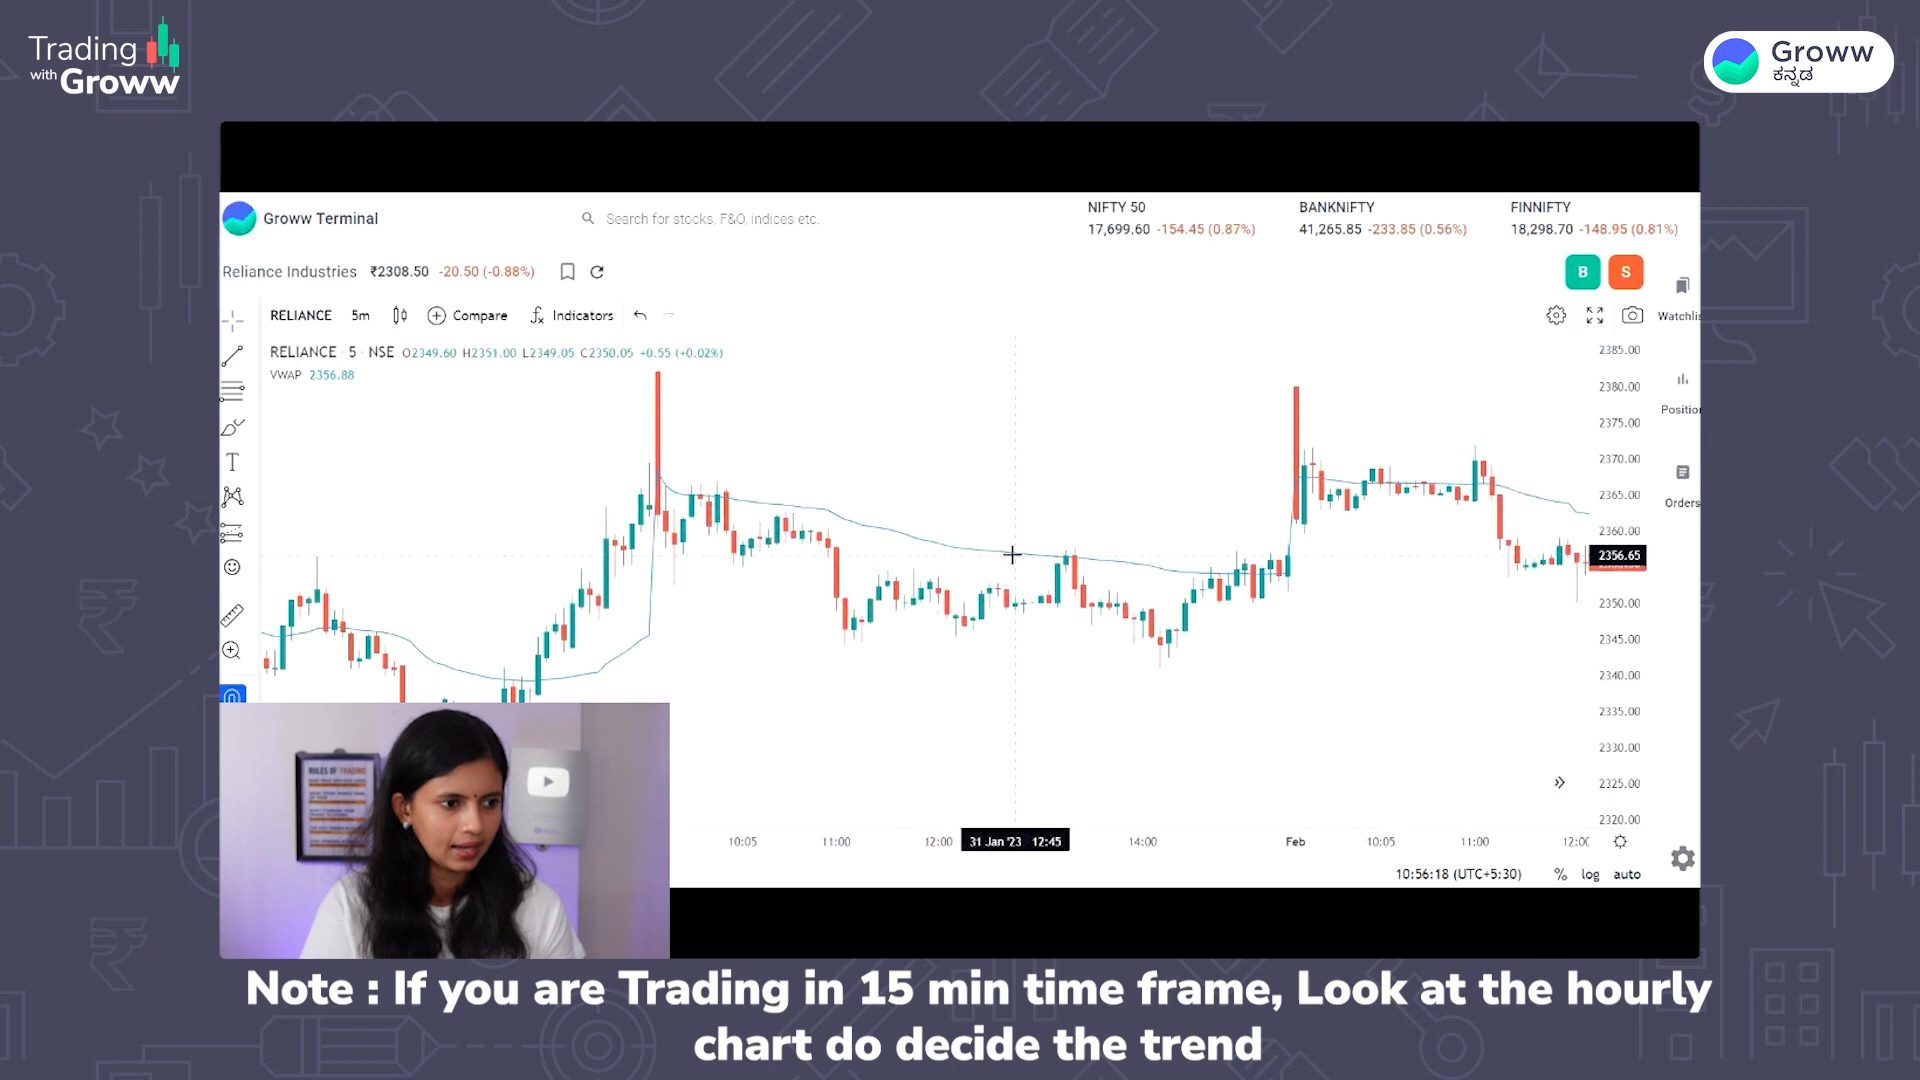 Trading
with Groww
Groww
ಕನ್ನಡ
Groww Terminal
Search for stocks, F&O, indices etc.
NIFTY 50
17,699.60 -154.45 (0.87%)
BANKNIFTY
41,265.85 -233.85 (0.56%)
FINNIFTY
18,298.70 -148.95 (0.81%)
Reliance Industries ₹2308.50 -20.50 (-0.88%)
B S
RELIANCE 5m Compare Indicators
Watchlis
RELIANCE 5 NSE O2349.60 H2351.00 L2349.05 C2350.05 +0.55 (+0.02%)
VWAP 2356.88
2385.00
2380.00
2375.00
2370.00
2365.00
2360.00
2356.65
2350.00
2345.00
2340.00
2335.00
2330.00
2325.00
2320.00
Position
Orders
RULES OF TRADING
10:05 11:00 12:00 31 Jan '23 12:45 14:00 Feb 10:05 11:00 12:00
10:56:18 (UTC+5:30) % log auto
Note : If you are Trading in 15 min time frame, Look at the hourly
chart do decide the trend